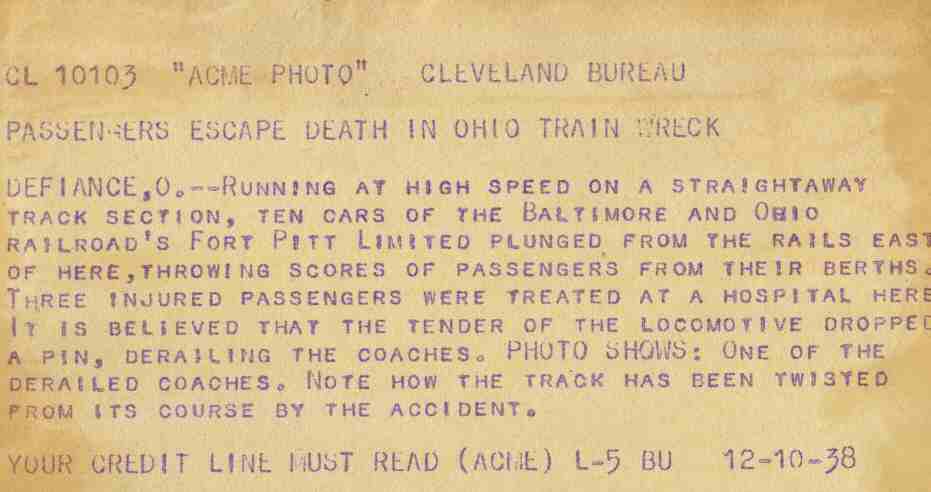 CL 10103 "ACME PHOTO" CLEVELAND BUREAU
PASSENGERS ESCAPE DEATH IN OHIO TRAIN WRECK
DEFIANCE,O.--RUNNING AT HIGH SPEED ON A STRAIGHTAWAY
TRACK SECTION, TEN CARS OF THE BALTIMORE AND OHIO
RAILROAD'S FORT PITT LIMITED PLUNGED FROM THE RAILS EAST
OF HERE,THROWING SCORES OF PASSENGERS FROM THEIR BERTHS.
THREE INJURED PASSENGERS WERE TREATED AT A HOSPITAL HERE
IT IS BELIEVED THAT THE TENDER OF THE LOCOMOTIVE DROPPED
A PIN, DERAILING THE COACHES. PHOTO SHOWS: ONE OF THE
DERAILED COACHES. NOTE HOW THE TRACK HAS BEEN TWISTED
FROM ITS COURSE BY THE ACCIDENT.
YOUR CREDIT LINE MUST READ (ACME) L-5 BU 12-10-38